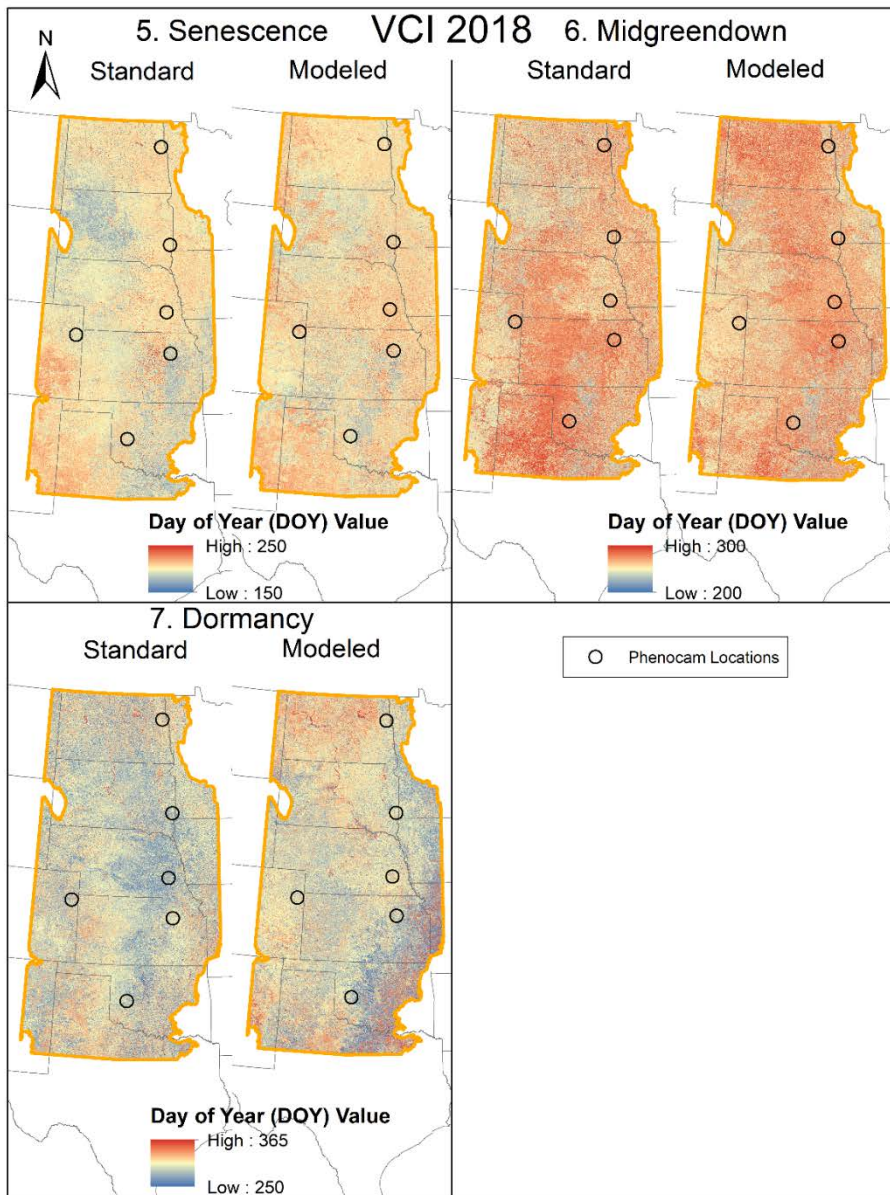 VCI 2018
N
5. Senescence
Standard Modeled
Day of Year (DOY) Value
High : 250
Low : 150
6. Midgreendown
Standard Modeled
Day of Year (DOY) Value
High : 300
Low : 200
7. Dormancy
Standard Modeled
Day of Year (DOY) Value
High : 365
Low : 250
Phenocam Locations